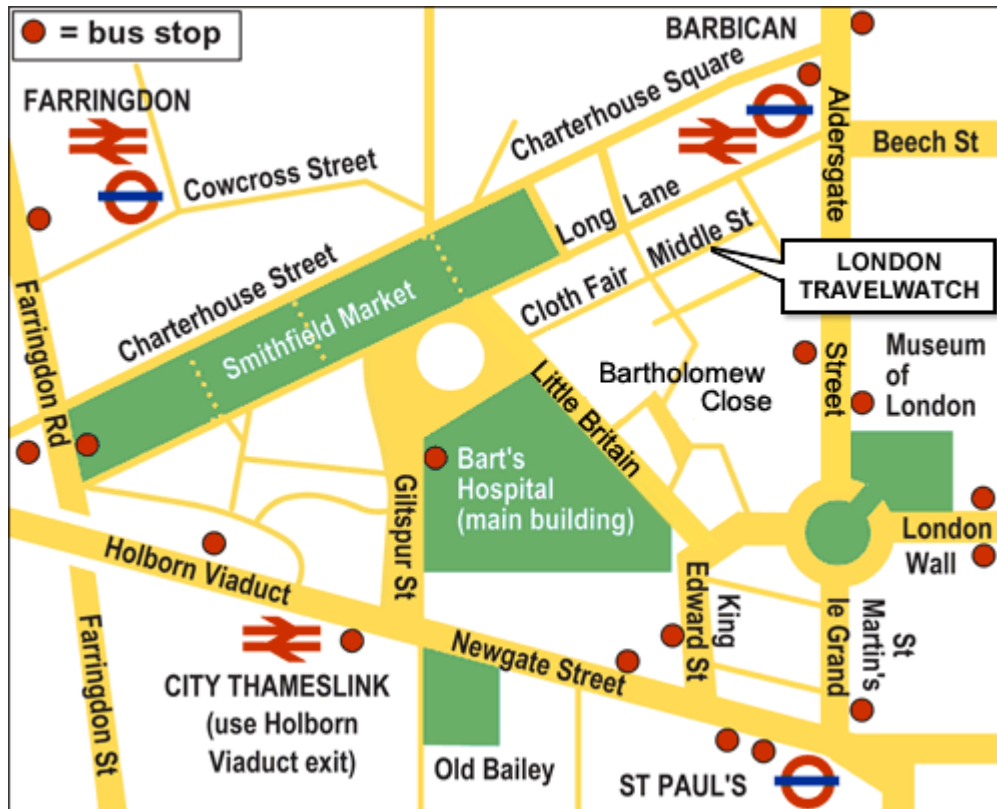 = bus stop
BARBICAN
FARRINGDON
Charterhouse Square
Aldersgate
Street
Beech St
Cowcross Street
Long Lane
Middle St
LONDON
TRAVELWATCH
Charterhouse Street
Cloth Fair
Smithfield Market
Farringdon Rd
Museum
of
London
Bartholomew
Close
Little Britain
Bart's
Hospital
(main building)
Giltspur St
London
Wall
Holborn Viaduct
King
Edward St
St
Martin's
le Grand
Newgate Street
Farringdon St
CITY THAMESLINK
(use Holborn
Viaduct exit)
Old Bailey
ST PAUL'S